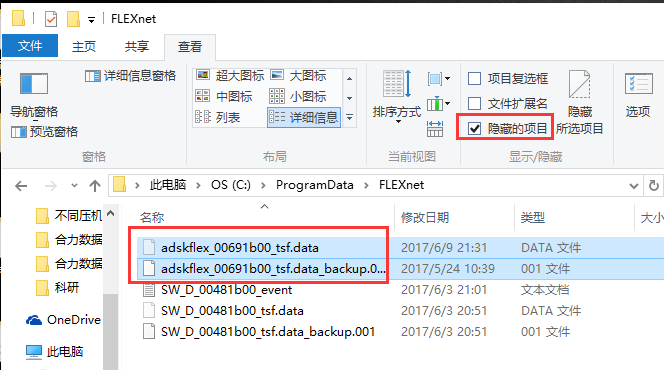 FLEXnet
文件 主页 共享 查看
导航窗格
预览窗格
详细信息窗格
窗格
超大图标 大图标
中图标 小图标
列表 详细信息
布局
排序方式
当前视图
项目复选框
文件扩展名
隐藏的项目
隐藏
所选项目
显示/隐藏
选项
此电脑 > OS (C:) > ProgramData > FLEXnet
不同压机
合力数据
合力数据
科研
OneDrive
此电脑
名称 修改日期 类型 大小
adskflex_00691b00_tsf.data 2017/6/9 21:31 DATA 文件
adskflex_00691b00_tsf.data_backup.0... 2017/5/24 10:39 001 文件
SW_D_00481b00_event 2017/6/3 21:01 文本文档
SW_D_00481b00_tsf.data 2017/6/3 20:51 DATA 文件
SW_D_00481b00_tsf.data_backup.001 2017/6/3 20:51 001 文件